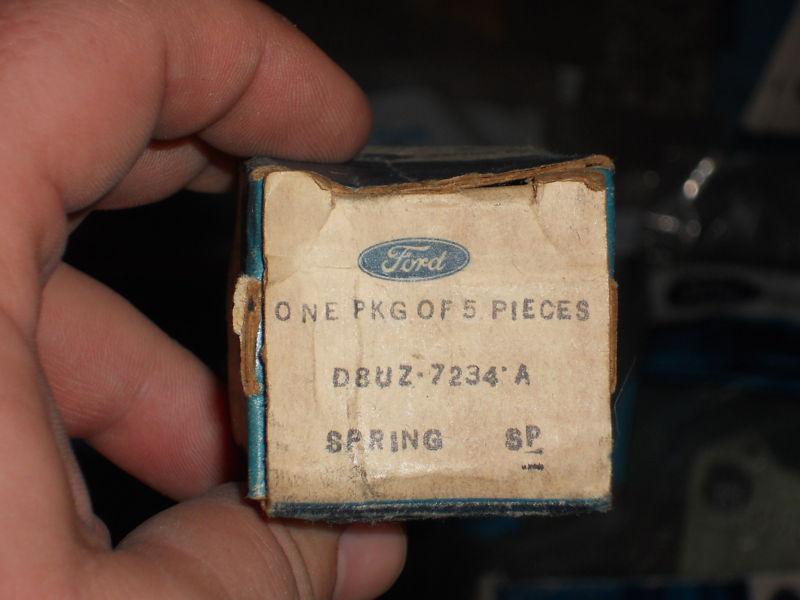 Ford
ONE PKG OF 5 PIECES
D8UZ-7234-A
SPRING SP